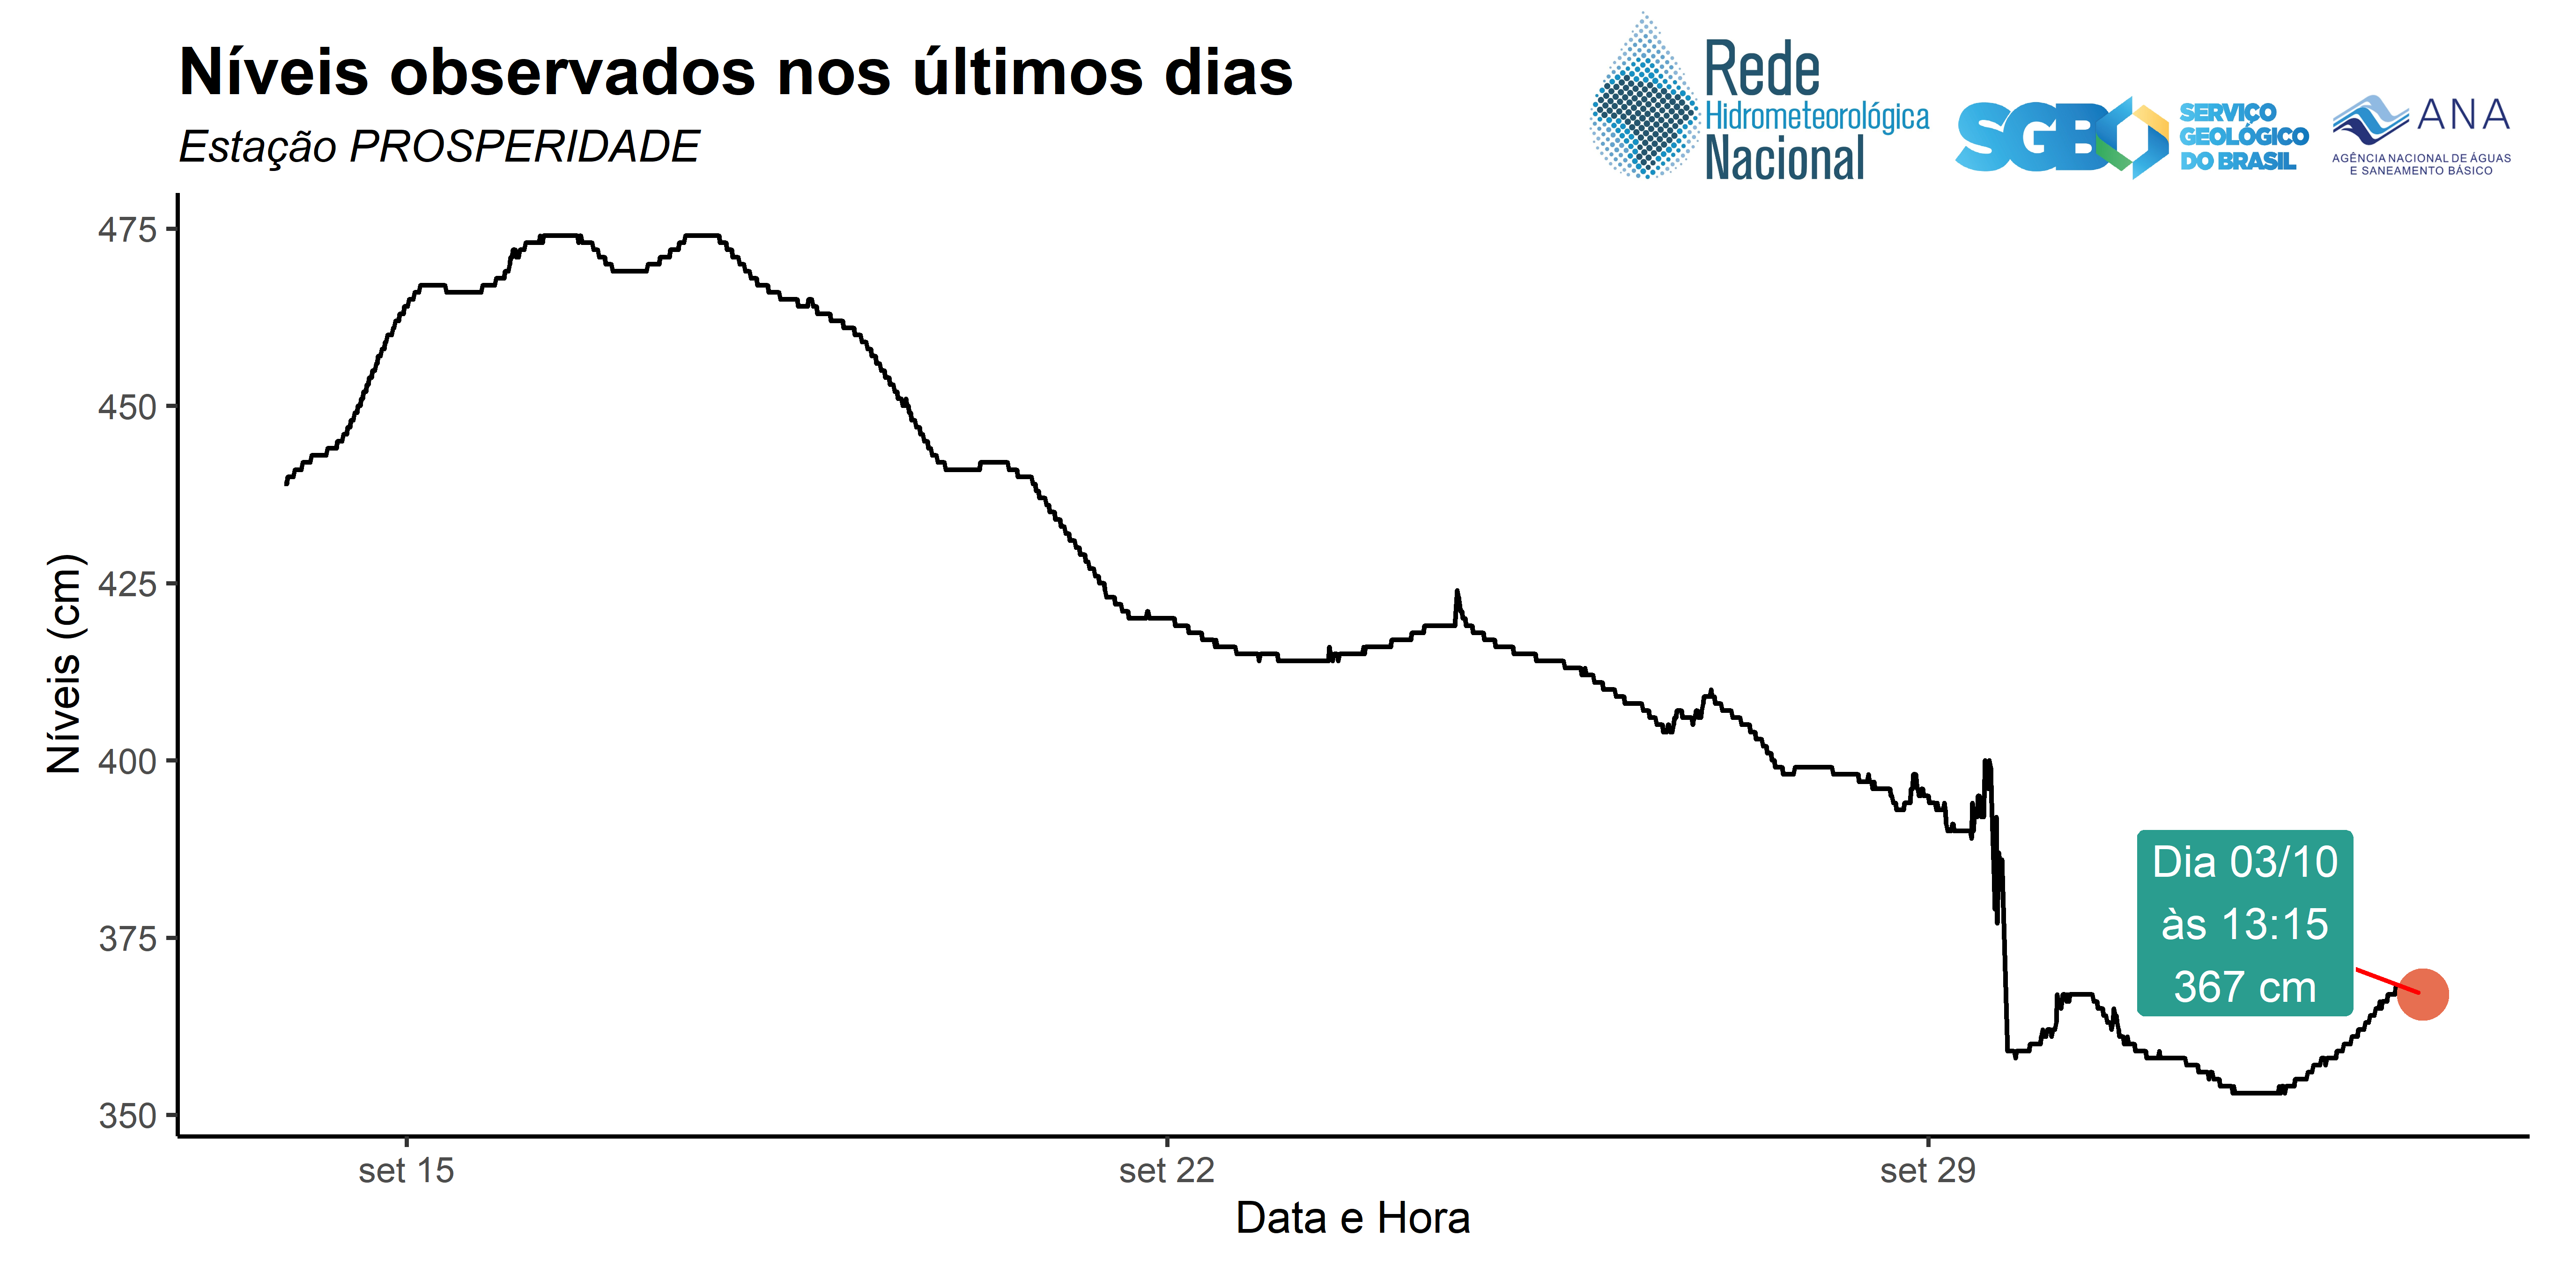 Níveis observados nos últimos dias
Estação PROSPERIDADE
Rede
Hidrometeorológica
Nacional
SGB
SERVIÇO
GEOLÓGICO
DO BRASIL
ANA
AGÊNCIA NACIONAL DE ÁGUAS
E SANEAMENTO BÁSICO
Níveis (cm)
475
450
425
400
375
350
Dia 03/10
às 13:15
367 cm
set 15
set 22
set 29
Data e Hora